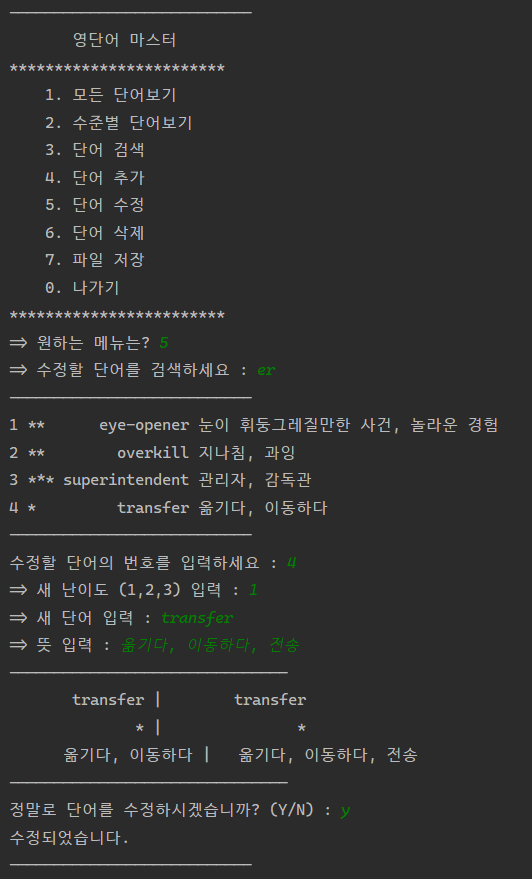 영단어 마스터
************************
1. 모든 단어보기
2. 수준별 단어보기
3. 단어 검색
4. 단어 추가
5. 단어 수정
6. 단어 삭제
7. 파일 저장
0. 나가기
************************
=> 원하는 메뉴는? 5
=> 수정할 단어를 검색하세요 : er
---------------------------
1 ** eye-opener 눈이 휘둥그레질만한 사건, 놀라운 경험
2 ** overkill 지나침, 과잉
3 *** superintendent 관리자, 감독관
4 * transfer 옮기다, 이동하다
---------------------------
수정할 단어의 번호를 입력하세요 : 4
=> 새 난이도 (1,2,3) 입력 : 1
=> 새 단어 입력 : transfer
=> 뜻 입력 : 옮기다, 이동하다, 전송
-------------------------------
transfer | transfer
* | *
옮기다, 이동하다 | 옮기다, 이동하다, 전송
-------------------------------
정말로 단어를 수정하시겠습니까? (Y/N) : y
수정되었습니다.
---------------------------